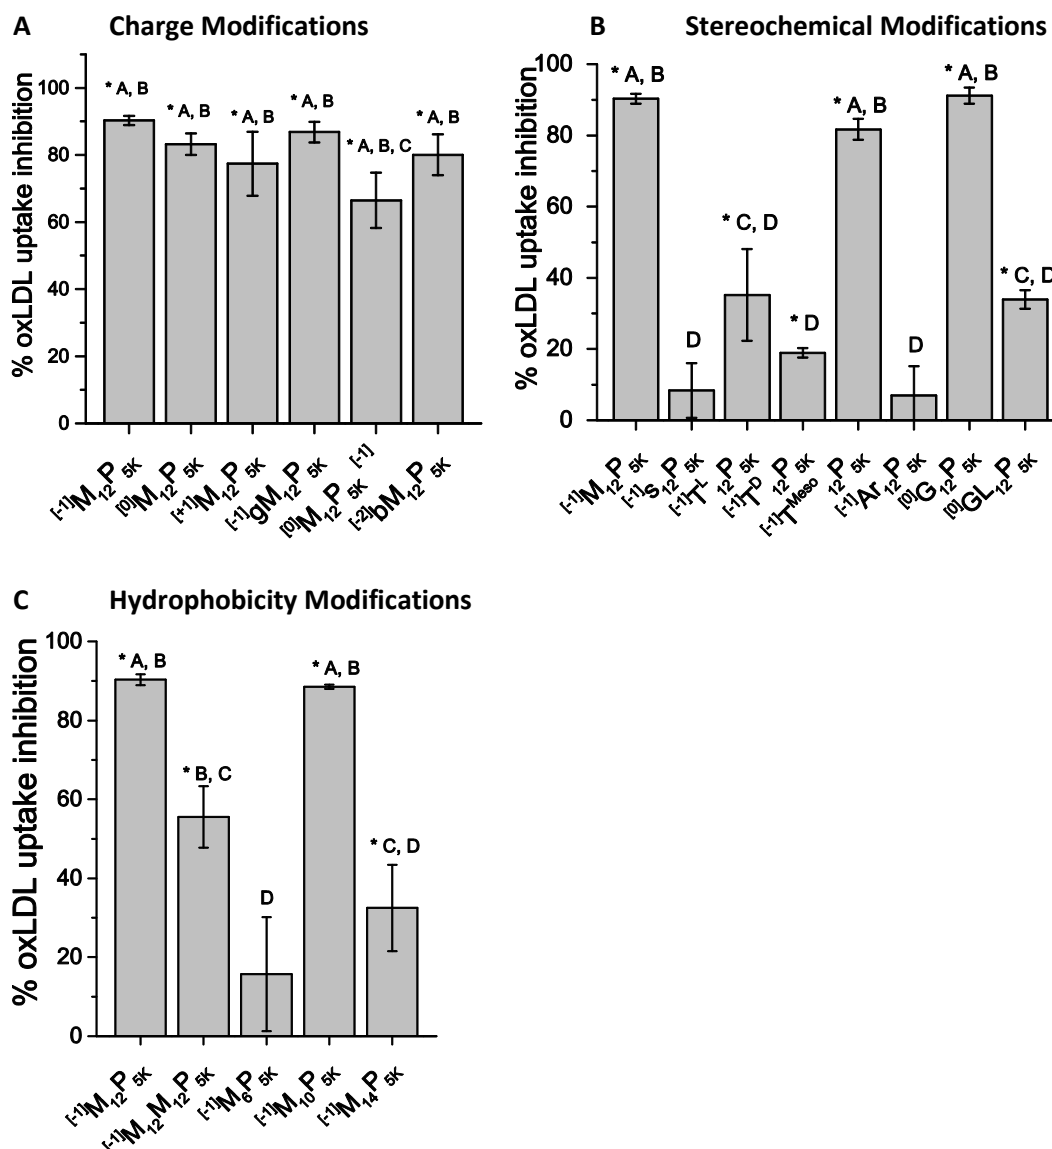 A Charge Modifications
% oxLDL uptake inhibition
100
80
60
40
20
0
* A, B
* A, B
* A, B
* A, B
* A, B, C
* A, B
[-1]M12P5K
[0]M12P5K
[+1]M12P5K
[-1]gM12P5K
[0]M12P5K[-1]
[-2]bM12P5K
B Stereochemical Modifications
% oxLDL uptake inhibition
100
80
60
40
20
0
* A, B
D
* C, D
* D
* A, B
D
* A, B
* C, D
[-1]M12P5K
[-1]S12P5K
[-1]TL12P5K
[-1]TD12P5K
[-1]TMeso12P5K
[-1]Ar12P5K
[0]G12P5K
[0]GL12P5K
C Hydrophobicity Modifications
% oxLDL uptake inhibition
100
80
60
40
20
0
* A, B
* B, C
D
* A, B
* C, D
[-1]M12P5K
[-1]M12M12P5K
[-1]M6P5K
[-1]M10P5K
[-1]M14P5K